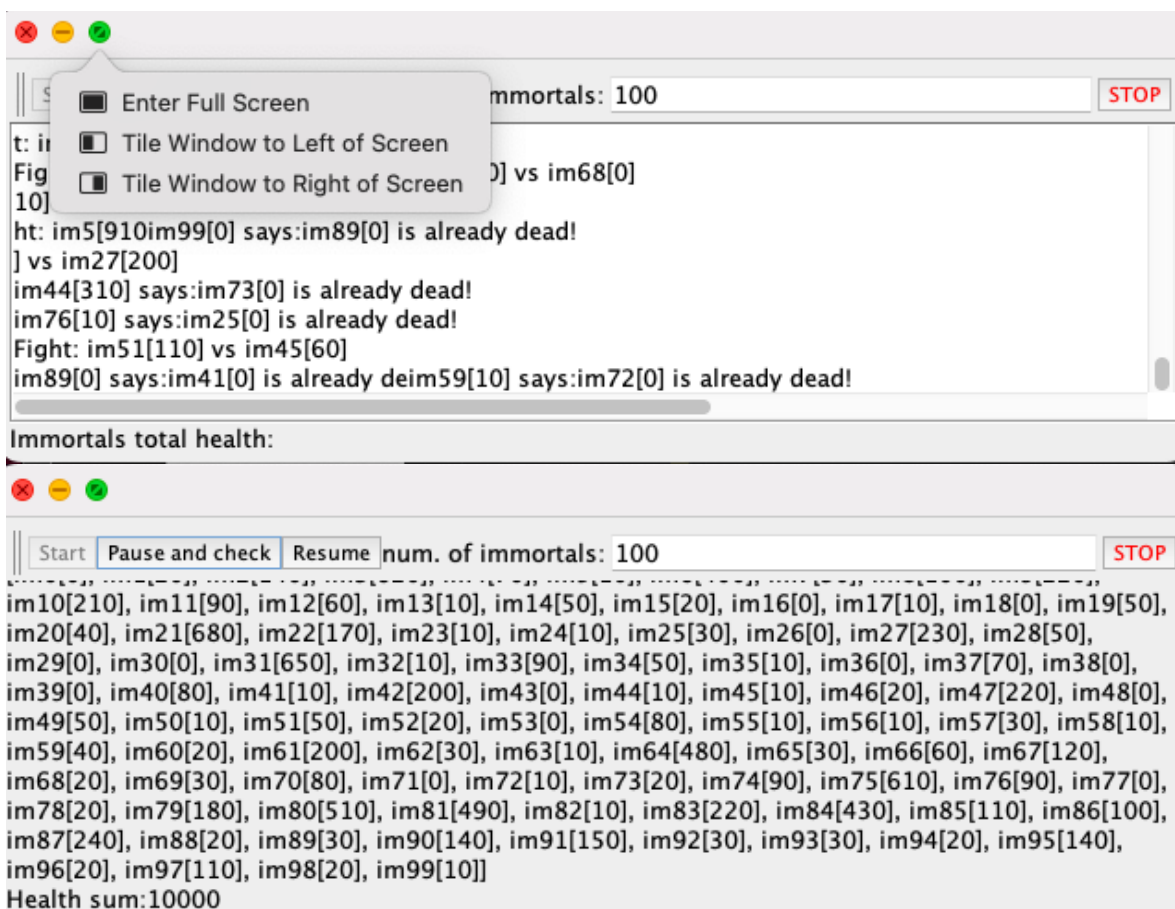 mmortals: 100 STOP
Enter Full Screen
Tile Window to Left of Screen
Tile Window to Right of Screen
t: i
Fig 0] vs im68[0]
10]
ht: im5[910im99[0] says:im89[0] is already dead!
] vs im27[200]
im44[310] says:im73[0] is already dead!
im76[10] says:im25[0] is already dead!
Fight: im51[110] vs im45[60]
im89[0] says:im41[0] is already deim59[10] says:im72[0] is already dead!
Immortals total health:
Start Pause and check Resume num. of immortals: 100 STOP
im10[210], im11[90], im12[60], im13[10], im14[50], im15[20], im16[0], im17[10], im18[0], im19[50],
im20[40], im21[680], im22[170], im23[10], im24[10], im25[30], im26[0], im27[230], im28[50],
im29[0], im30[0], im31[650], im32[10], im33[90], im34[50], im35[10], im36[0], im37[70], im38[0],
im39[0], im40[80], im41[10], im42[200], im43[0], im44[10], im45[10], im46[20], im47[220], im48[0],
im49[50], im50[10], im51[50], im52[20], im53[0], im54[80], im55[10], im56[10], im57[30], im58[10],
im59[40], im60[20], im61[200], im62[30], im63[10], im64[480], im65[30], im66[60], im67[120],
im68[20], im69[30], im70[80], im71[0], im72[10], im73[20], im74[90], im75[610], im76[90], im77[0],
im78[20], im79[180], im80[510], im81[490], im82[10], im83[220], im84[430], im85[110], im86[100],
im87[240], im88[20], im89[30], im90[140], im91[150], im92[30], im93[30], im94[20], im95[140],
im96[20], im97[110], im98[20], im99[10]]
Health sum:10000